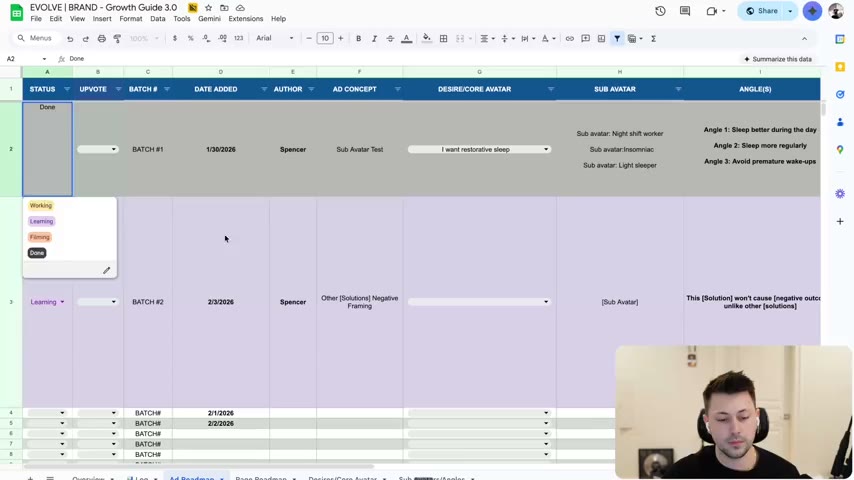 EVOLVE | BRAND - Growth Guide 3.0
File Edit View Insert Format Data Tools Gemini Extensions Help
Share
Menus
100%
$ % .0 .00 123
Arial
10
B I S A
Summarize this data
A2
fx Done
A B C D E F G H I
1 STATUS UPVOTE BATCH # DATE ADDED AUTHOR AD CONCEPT DESIRE/CORE AVATAR SUB AVATAR ANGLE(S)
Done
2 BATCH #1 1/30/2026 Spencer Sub Avatar Test I want restorative sleep
Sub avatar: Night shift worker
Sub avatar:Insomniac
Sub avatar: Light sleeper
Angle 1: Sleep better during the day
Angle 2: Sleep more regularly
Angle 3: Avoid premature wake-ups
Working
Learning
Filming
Done
3 Learning BATCH #2 2/3/2026 Spencer
Other [Solutions] Negative
Framing
[Sub Avatar]
This [Solution] won't cause [negative outco
unlike other [solutions]
4 BATCH# 2/1/2026
5 BATCH# 2/2/2026
6 BATCH#
7 BATCH#
8 BATCH#
Overview Log Ad Roadmap Page Roadmap Desires/Core Avatar